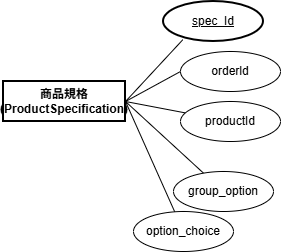 spec_Id
orderId
商品規格
(ProductSpecification)
productId
group_option
option_choice